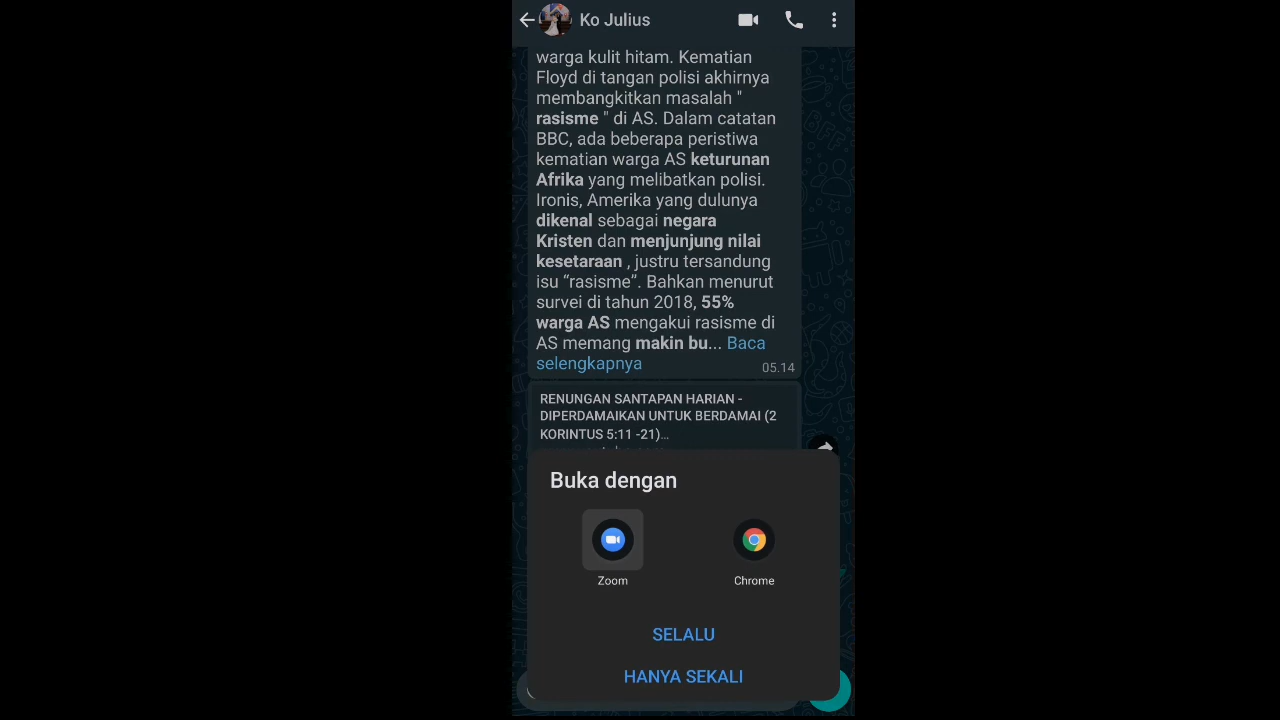 Ko Julius
warga kulit hitam. Kematian
Floyd di tangan polisi akhirnya
membangkitkan masalah "
rasisme " di AS. Dalam catatan
BBC, ada beberapa peristiwa
kematian warga AS keturunan
Afrika yang melibatkan polisi.
Ironis, Amerika yang dulunya
dikenal sebagai negara
Kristen dan menjunjung nilai
kesetaraan , justru tersandung
isu “rasisme”. Bahkan menurut
survei di tahun 2018, 55%
warga AS mengakui rasisme di
AS memang makin bu... Baca
selengkapnya
05.14
RENUNGAN SANTAPAN HARIAN -
DIPERDAMAIKAN UNTUK BERDAMAI (2
KORINTUS 5:11 -21)...
Buka dengan
Zoom Chrome
SELALU
HANYA SEKALI